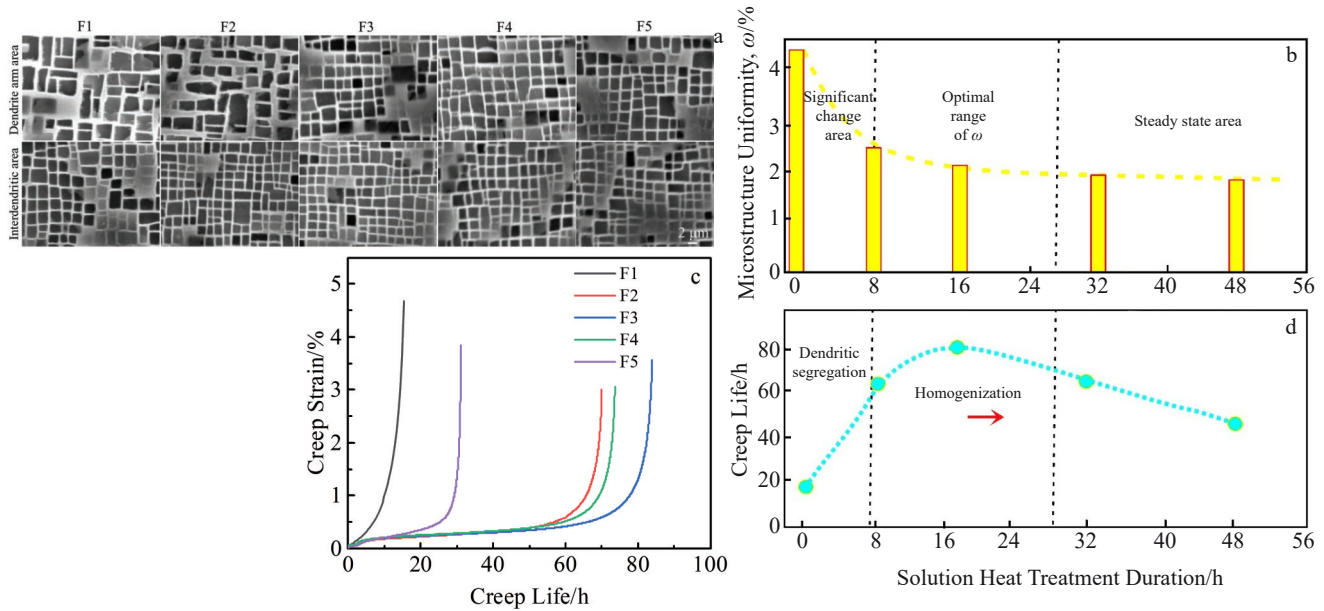 F1 F2 F3 F4 F5
a
Dendrite arm area
Interdendritic area
2 μm
b
Microstructure Uniformity, ω/%
4
3
2
1
0
Significant
change
area
Optimal
range
of ω
Steady state area
0 8 16 24 32 40 48 56
c
Creep Strain/%
5
4
3
2
1
0
F1
F2
F3
F4
F5
0 20 40 60 80 100
Creep Life/h
d
Creep Life/h
80
60
40
20
0
Dendritic
segregation
Homogenization
0 8 16 24 32 40 48 56
Solution Heat Treatment Duration/h